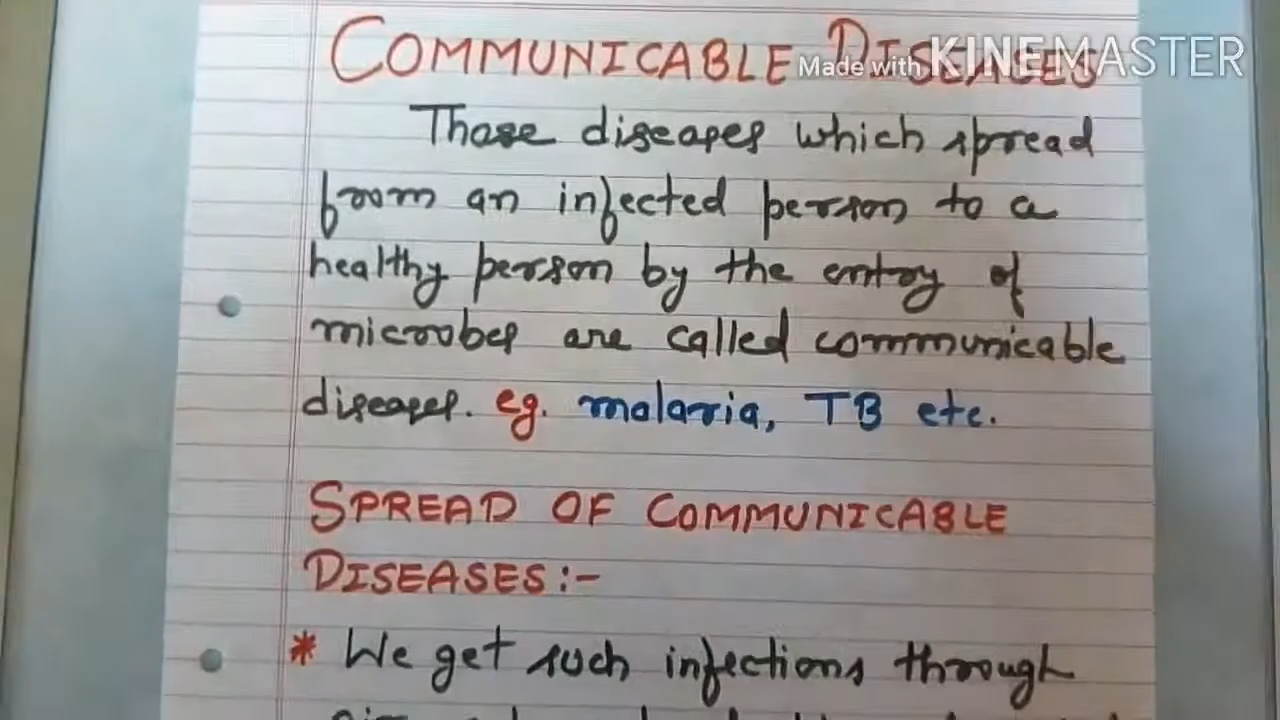 COMMUNICABLE DISEASES
Made with KINEMASTER
Those diseases which spread
from an infected person to a
healthy person by the entry of
microbes are called communicable
diseases. eg. malaria, TB etc.
SPREAD OF COMMUNICABLE
DISEASES:-
* We get such infections through